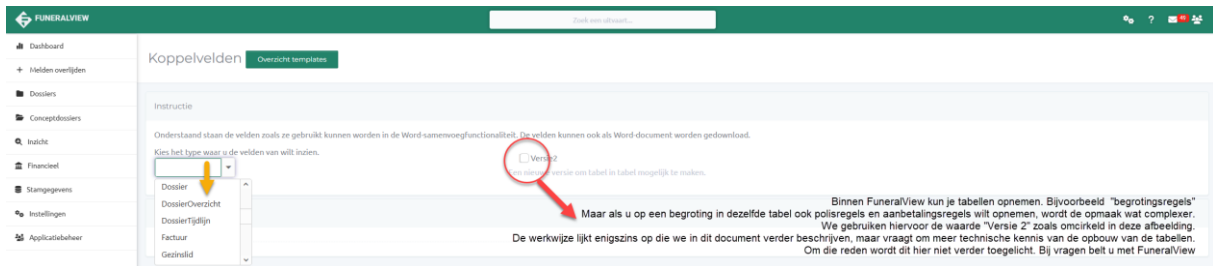 FUNERALVIEW
Zoek een uitvaart...
Dashboard
Melden overlijden
Dossiers
Conceptdossiers
Inzicht
Financieel
Stamgegevens
Instellingen
Applicatiebeheer
Koppelvelden
Overzicht templates
Instructie
Onderstaand staan de velden zoals ze gebruikt kunnen worden in de Word-samenvoegfunctionaliteit. De velden kunnen ook als Word-document worden gedownload.
Kies het type waar u de velden van wilt inzien.
Versie2
een nieuwe versie om tabel in tabel mogelijk te maken.
Dossier
DossierOverzicht
DossierTijdlijn
Factuur
Gezinslid
Binnen FuneralView kun je tabellen opnemen. Bijvoorbeeld "begrotingsregels"
Maar als u op een begroting in dezelfde tabel ook polisregels en aanbetalingsregels wilt opnemen, wordt de opmaak wat complexer.
We gebruiken hiervoor de waarde "Versie 2" zoals omcirkeld in deze afbeelding.
De werkwijze lijkt enigszins op die we in dit document verder beschrijven, maar vraagt om meer technische kennis van de opbouw van de tabellen.
Om die reden wordt dit hier niet verder toegelicht. Bij vragen belt u met FuneralView